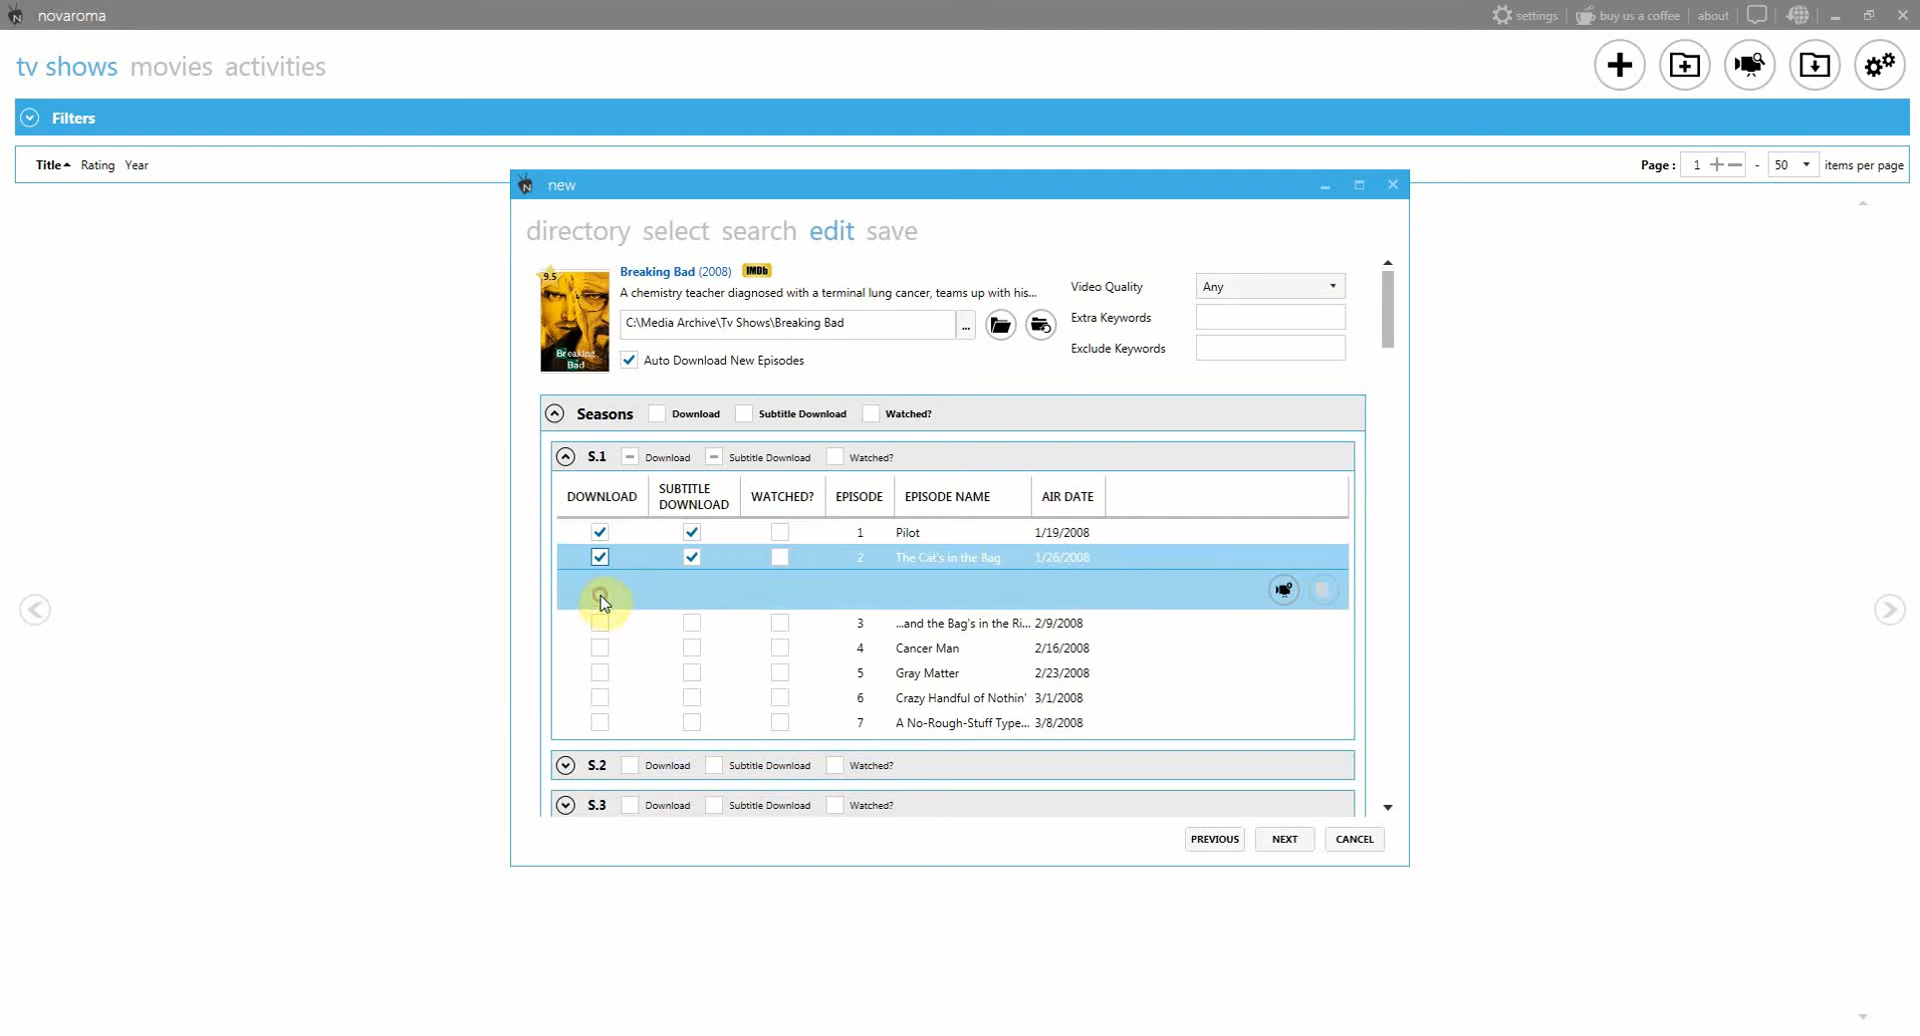 novaroma
settings buy us a coffee about
tv shows movies activities
Filters
Title Rating Year
Page : 1 - 50 items per page
new
directory select search edit save
9.5
Breaking Bad (2008) IMDb
A chemistry teacher diagnosed with a terminal lung cancer, teams up with his...
C:\Media Archive\Tv Shows\Breaking Bad ...
Auto Download New Episodes
Breaking
Bad
Video Quality Any
Extra Keywords
Exclude Keywords
Seasons Download Subtitle Download Watched?
S.1 Download Subtitle Download Watched?
DOWNLOAD SUBTITLE DOWNLOAD WATCHED? EPISODE EPISODE NAME AIR DATE
1 Pilot 1/19/2008
2 The Cat's in the Bag 1/26/2008
3 ...and the Bag's in the Ri... 2/9/2008
4 Cancer Man 2/16/2008
5 Gray Matter 2/23/2008
6 Crazy Handful of Nothin' 3/1/2008
7 A No-Rough-Stuff Type... 3/8/2008
S.2 Download Subtitle Download Watched?
S.3 Download Subtitle Download Watched?
PREVIOUS NEXT CANCEL